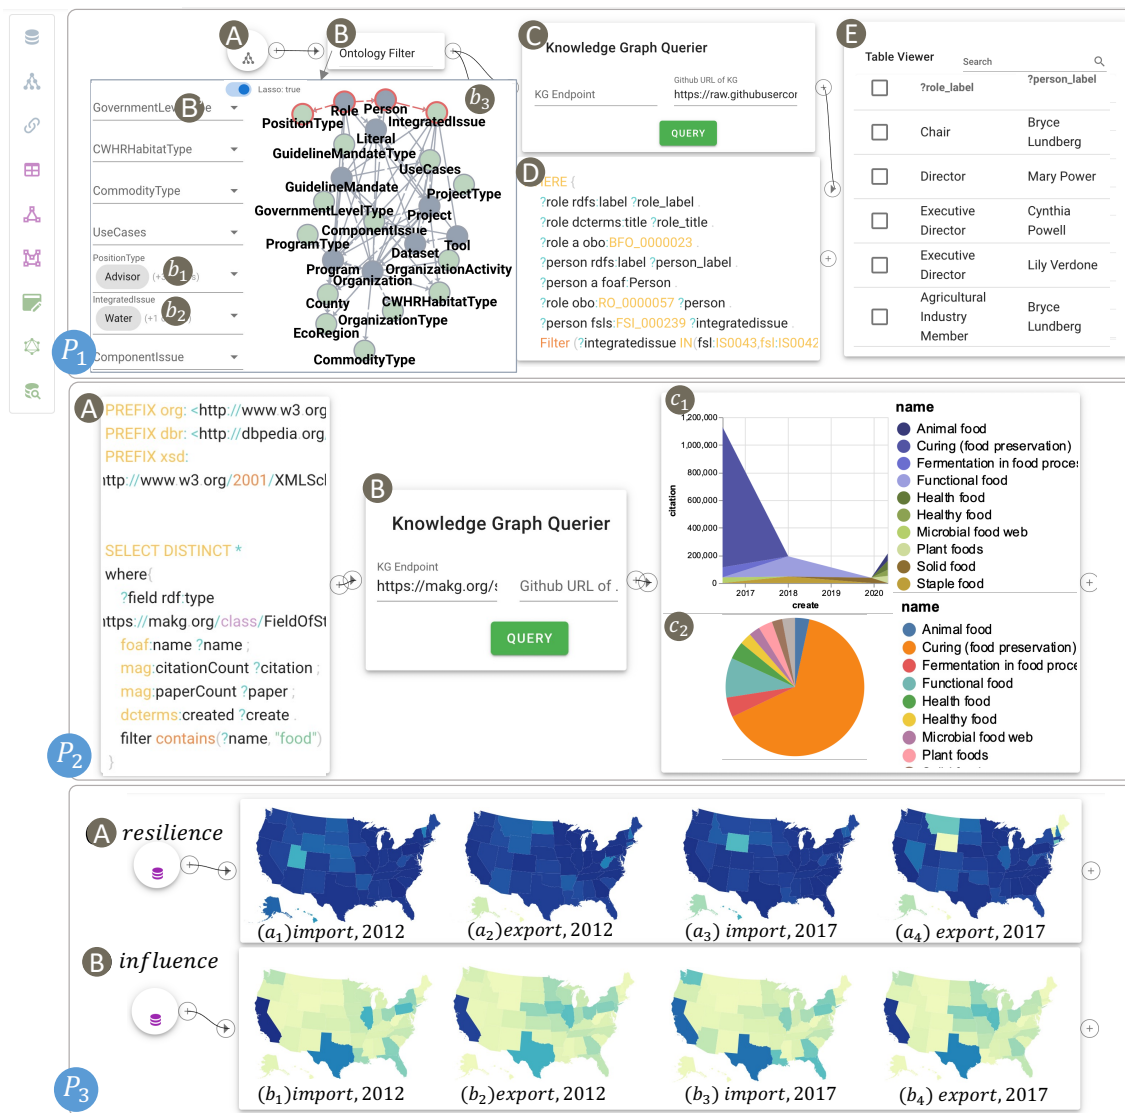 A
B
Ontology Filter
b3
Lasso: true
GovernmentLev
B'
CWHRHabitatType
CommodityType
UseCases
PositionType
Advisor
b1
IntegratedIssue
Water
(+1
b2
ComponentIssue
P1
PositionType
Role
Person
IntegratedIssue
Literal
GuidelineMandateType
UseCases
GuidelineMandate
ProjectType
GovernmentLevelType
Project
ComponentIssue
ProgramType
Dataset
Tool
Program
OrganizationActivity
Organization
County
CWHRHabitatType
EcoRegion
OrganizationType
CommodityType
C
Knowledge Graph Querier
KG Endpoint
Github URL of KG
https://raw.githubusercor
QUERY
D
ERE {
?role rdfs:label ?role_label .
?role dcterms:title ?role_title .
?role a obo:BFO_0000023 .
?person rdfs:label ?person_label .
?person a foaf:Person .
?role obo:RO_0000057 ?person .
?person fsls:FSI_000239 ?integratedissue .
Filter (?integratedissue IN(fsl:IS0043,fsl:IS0042
E
Table Viewer
Search
?role_label
?person_label
Chair
Bryce
Lundberg
Director
Mary Power
Executive
Director
Cynthia
Powell
Executive
Director
Lily Verdone
Agricultural
Industry
Member
Bryce
Lundberg
A
PREFIX org: <http://www.w3.org
PREFIX dbr: <http://dbpedia.org
PREFIX xsd:
ttp://www.w3.org/2001/XMLScl
SELECT DISTINCT *
where{
?field rdf:type
ttps://makg.org/class/FieldOfSt
foaf:name ?name ;
mag:citationCount ?citation ;
mag:paperCount ?paper ;
dcterms:created ?create .
filter contains(?name, "food")
}
P2
B
Knowledge Graph Querier
KG Endpoint
https://makg.org/s
Github URL of .
QUERY
c1
1,200,000
1,000,000
800,000
600,000
400,000
200,000
0
citation
2017
2018
2019
2020
create
name
Animal food
Curing (food preservation)
Fermentation in food proces
Functional food
Health food
Healthy food
Microbial food web
Plant foods
Solid food
Staple food
c2
name
Animal food
Curing (food preservation)
Fermentation in food proce
Functional food
Health food
Healthy food
Microbial food web
Plant foods
A resilience
(a1)import, 2012
(a2)export, 2012
(a3) import, 2017
(a4) export, 2017
B influence
(b1)import, 2012
(b2)export, 2012
(b3) import, 2017
(b4) export, 2017
P3